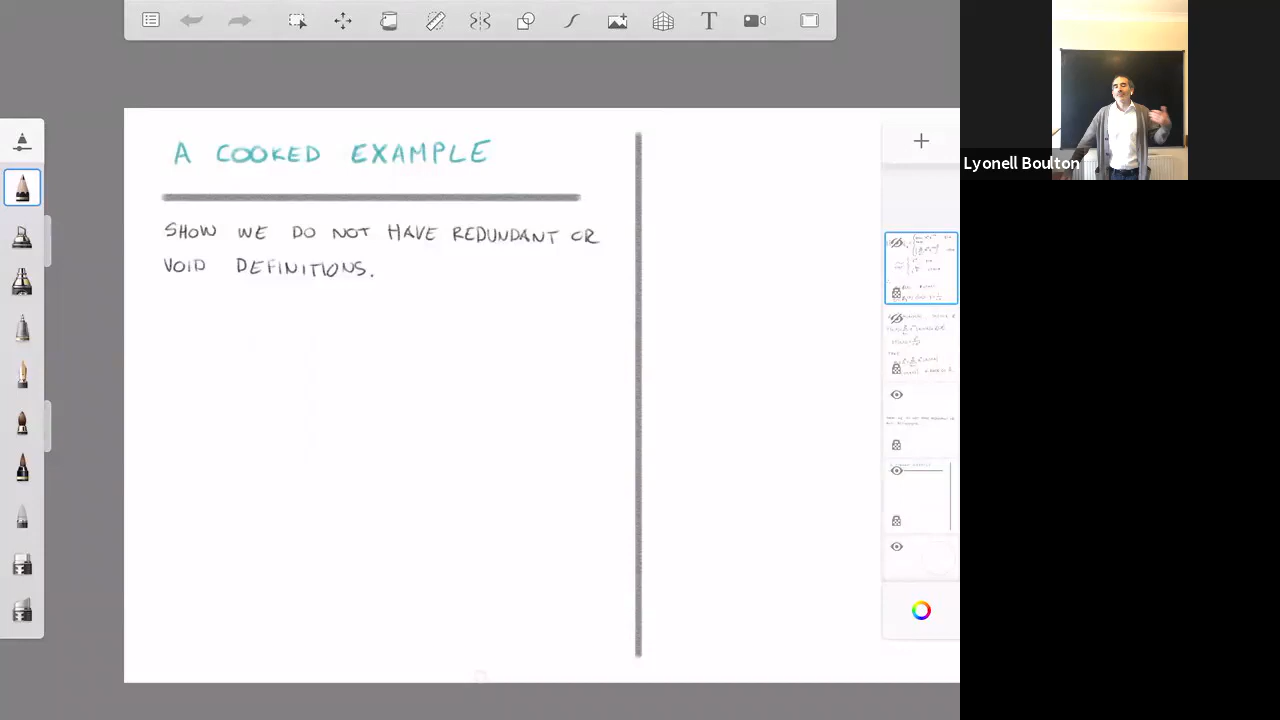 A COOKED EXAMPLE
SHOW WE DO NOT HAVE REDUNDANT OR
VOID DEFINITIONS.
Lyonell Boulton